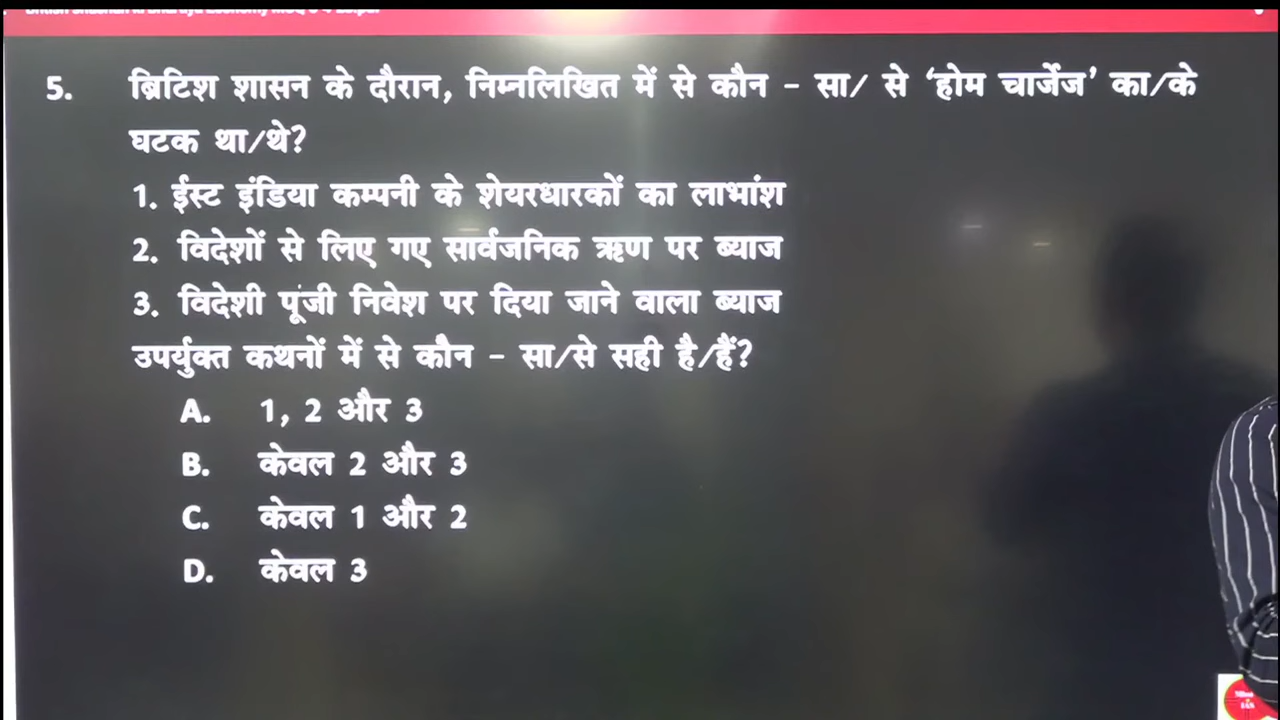 5. ब्रिटिश शासन के दौरान, निम्नलिखित में से कौन - सा/ से ‘होम चार्जेज’ का/के
घटक था/थे?
1. ईस्ट इंडिया कम्पनी के शेयरधारकों का लाभांश
2. विदेशों से लिए गए सार्वजनिक ऋण पर ब्याज
3. विदेशी पूंजी निवेश पर दिया जाने वाला ब्याज
उपर्युक्त कथनों में से कौन - सा/से सही है/हैं?
A. 1, 2 और 3
B. केवल 2 और 3
C. केवल 1 और 2
D. केवल 3